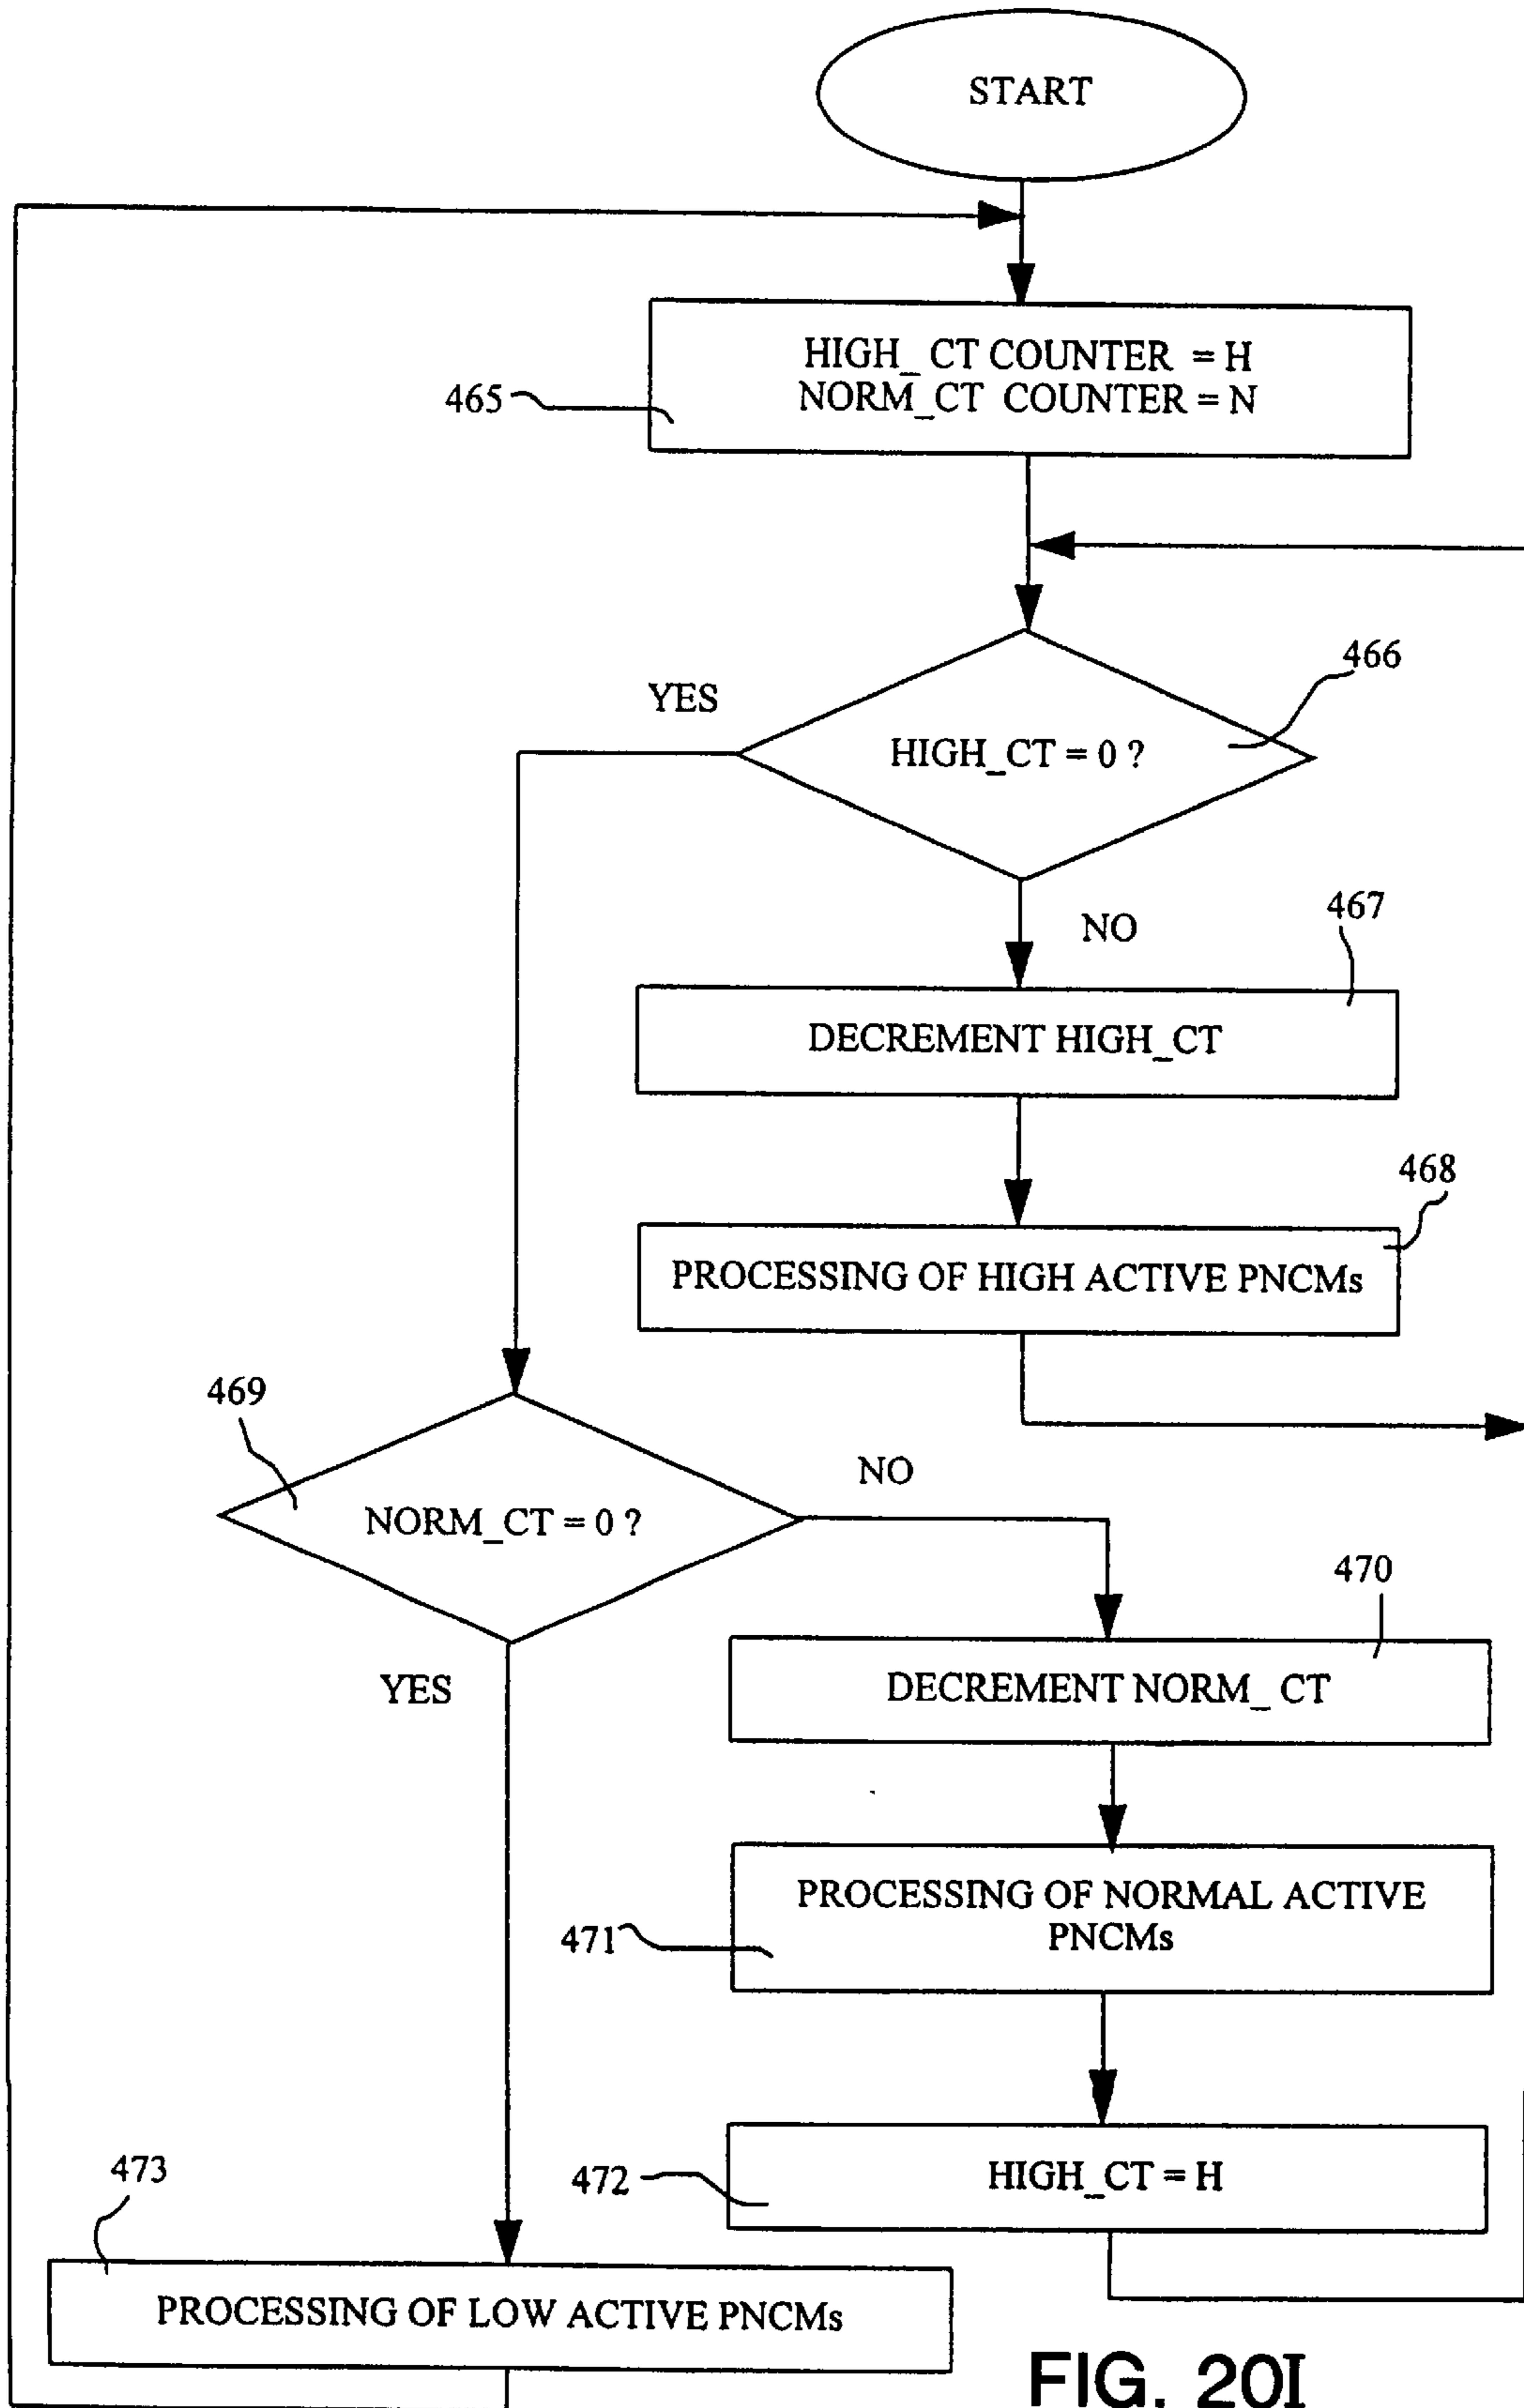 START
HIGH_ CT COUNTER = H
NORM_CT COUNTER = N
465
466
YES
HIGH_CT = 0 ?
NO
467
DECREMENT HIGH_CT
468
PROCESSING OF HIGH ACTIVE PNCMs
469
NO
NORM_CT = 0 ?
470
YES
DECREMENT NORM_ CT
PROCESSING OF NORMAL ACTIVE
PNCMs
471
473
472
HIGH_CT = H
PROCESSING OF LOW ACTIVE PNCMs
FIG. 20I